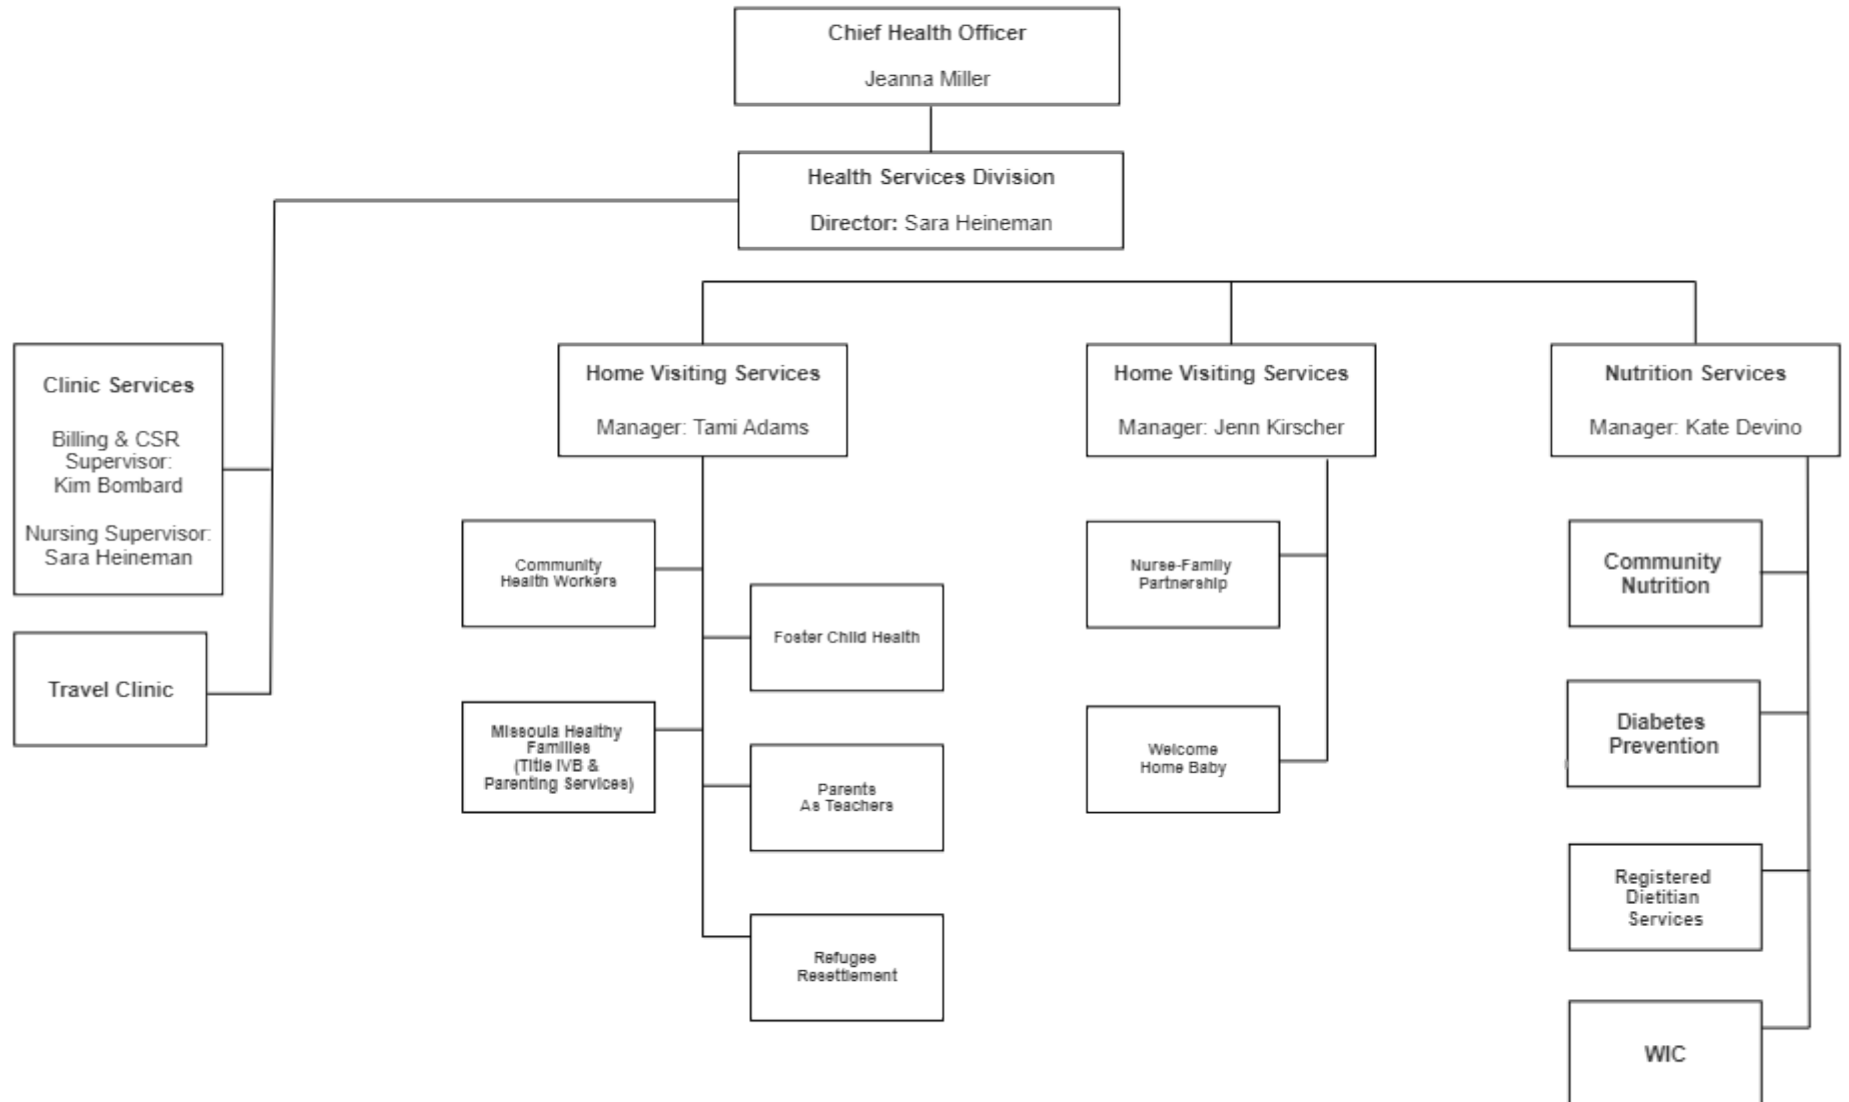 Chief Health Officer
Jeanna Miller
Health Services Division
Director: Sara Heineman
Clinic Services
Billing & CSR
Supervisor:
Kim Bombard
Nursing Supervisor:
Sara Heineman
Travel Clinic
Home Visiting Services
Manager: Tami Adams
Community
Health Workers
Foster Child Health
Missoula Healthy
Families
(Title IVB &
Parenting Services)
Parents
As Teachers
Refugee
Resettlement
Home Visiting Services
Manager: Jenn Kirscher
Nurse-Family
Partnership
Welcome
Home Baby
Nutrition Services
Manager: Kate Devino
Community
Nutrition
Diabetes
Prevention
Registered
Dietitian
Services
WIC